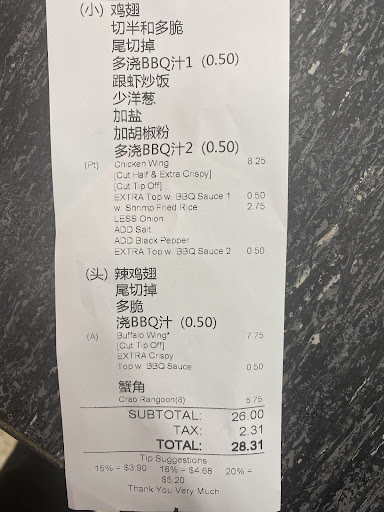 (小) 鸡翅
切半和多脆
尾切掉
多浇BBQ汁1 (0.50)
跟虾炒饭
少洋葱
加盐
加胡椒粉
多浇BBQ汁2 (0.50)
(Pt) Chicken Wing 8.25
[Cut Half & Extra Crispy]
[Cut Tip Off]
EXTRA Top w. BBQ Sauce 1 0.50
w. Shrimp Fried Rice 2.75
LESS Onion
ADD Salt
ADD Black Pepper
EXTRA Top w. BBQ Sauce 2 0.50
(头) 辣鸡翅
尾切掉
多脆
浇BBQ汁 (0.50)
(A) Buffalo Wing* 7.75
[Cut Tip Off]
EXTRA Crispy
Top w. BBQ Sauce 0.50
蟹角
Crab Rangoon(8) 5.75
SUBTOTAL: 26.00
TAX: 2.31
TOTAL: 28.31
Tip Suggestions
15% = $3.90 18% = $4.68 20% =
$5.20
Thank You Very Much